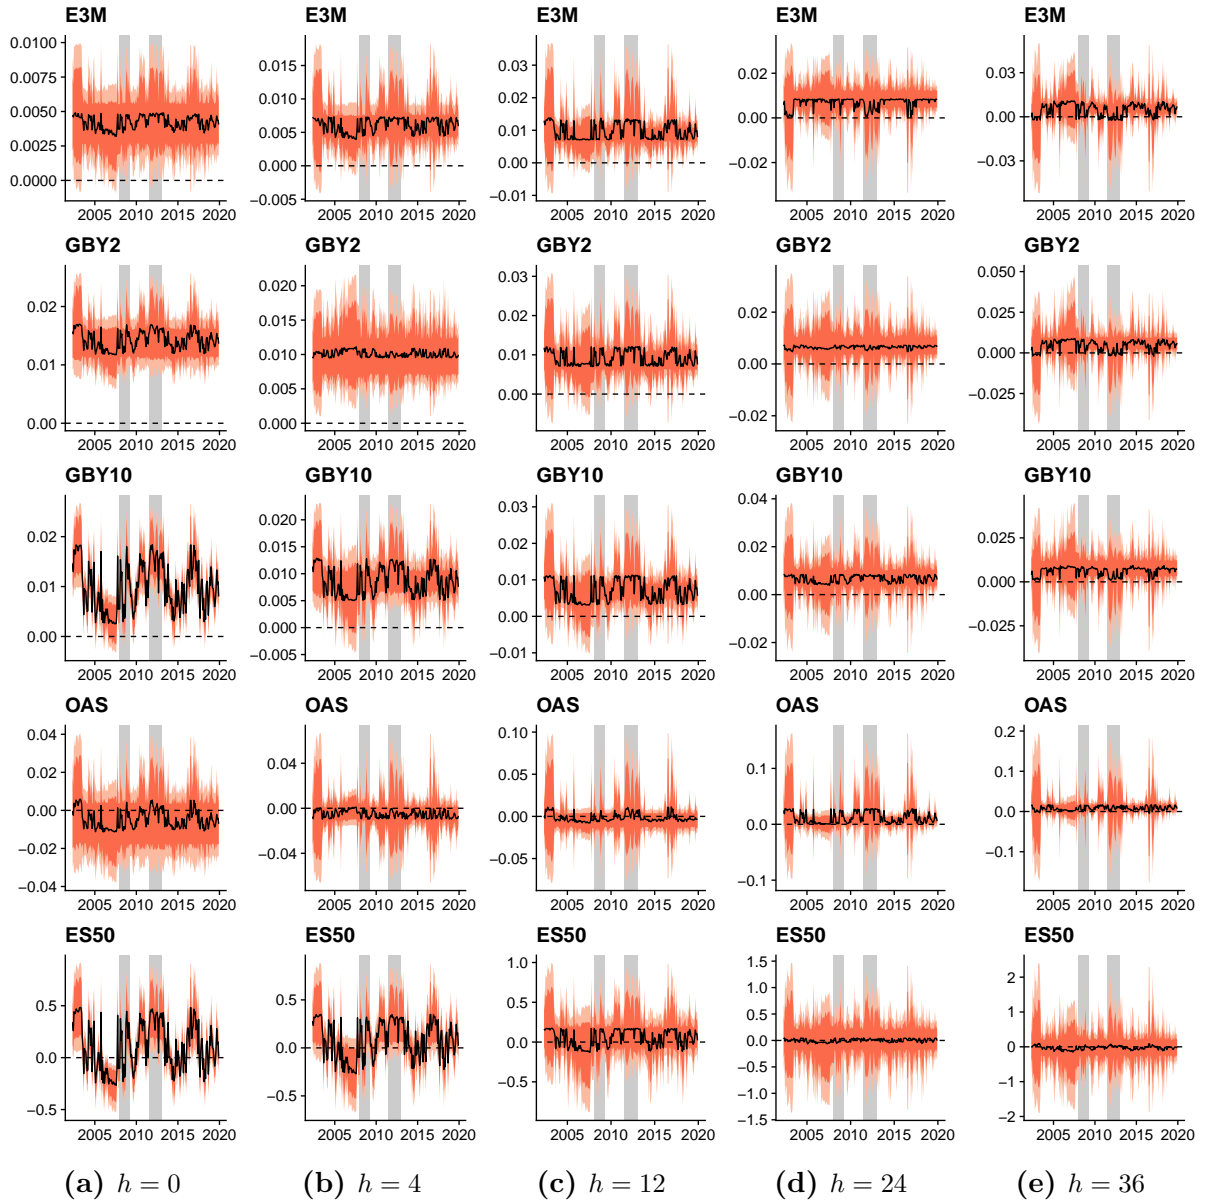 E3M E3M E3M E3M E3M
0.0100 0.0075 0.0050 0.0025 0.0000
0.015 0.010 0.005 0.000 −0.005
0.03 0.02 0.01 0.00 −0.01
0.02 0.00 −0.02
0.03 0.00 −0.03
2005 2010 2015 2020 2005 2010 2015 2020 2005 2010 2015 2020 2005 2010 2015 2020 2005 2010 2015 2020
GBY2 GBY2 GBY2 GBY2 GBY2
0.02 0.01 0.00
0.020 0.015 0.010 0.005 0.000
0.03 0.02 0.01 0.00
0.02 0.00 −0.02
0.050 0.025 0.000 −0.025
2005 2010 2015 2020 2005 2010 2015 2020 2005 2010 2015 2020 2005 2010 2015 2020 2005 2010 2015 2020
GBY10 GBY10 GBY10 GBY10 GBY10
0.02 0.01 0.00
0.020 0.015 0.010 0.005 0.000 −0.005
0.03 0.02 0.01 0.00 −0.01
0.04 0.02 0.00 −0.02
0.025 0.000 −0.025
2005 2010 2015 2020 2005 2010 2015 2020 2005 2010 2015 2020 2005 2010 2015 2020 2005 2010 2015 2020
OAS OAS OAS OAS OAS
0.04 0.02 0.00 −0.02 −0.04
0.04 0.00 −0.04
0.10 0.05 0.00 −0.05
0.1 0.0 −0.1
0.2 0.1 0.0 −0.1
2005 2010 2015 2020 2005 2010 2015 2020 2005 2010 2015 2020 2005 2010 2015 2020 2005 2010 2015 2020
ES50 ES50 ES50 ES50 ES50
0.5 0.0 −0.5
0.5 0.0 −0.5
1.0 0.5 0.0 −0.5
1.5 1.0 0.5 0.0 −0.5 −1.0 −1.5
2 1 0 −1 −2
2005 2010 2015 2020 2005 2010 2015 2020 2005 2010 2015 2020 2005 2010 2015 2020 2005 2010 2015 2020
(a) h = 0 (b) h = 4 (c) h = 12 (d) h = 24 (e) h = 36